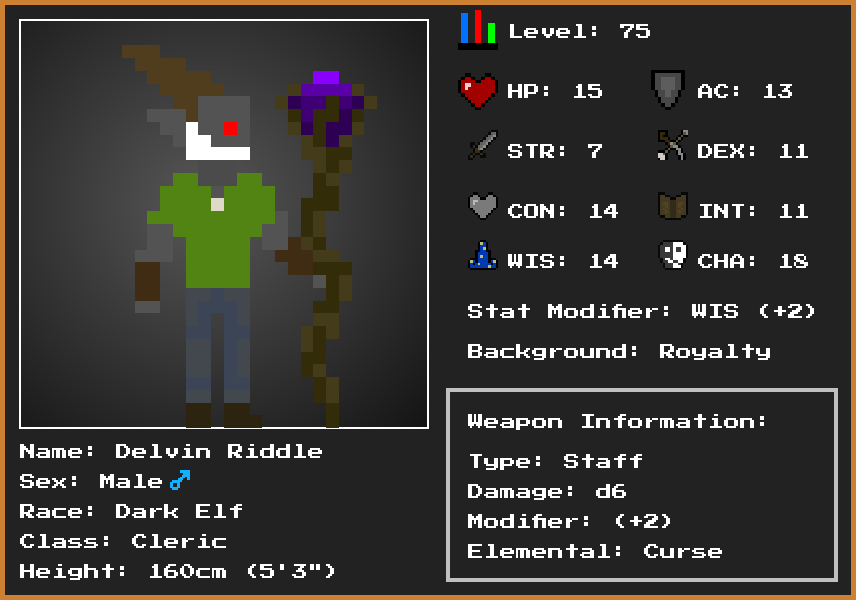 Level: 75
HP: 15
AC: 13
STR: 7
DEX: 11
CON: 14
INT: 11
WIS: 14
CHA: 18
Stat Modifier: WIS (+2)
Background: Royalty
Weapon Information:
Type: Staff
Damage: d6
Modifier: (+2)
Elemental: Curse
Name: Delvin Riddle
Sex: Male♂
Race: Dark Elf
Class: Cleric
Height: 160cm (5'3")